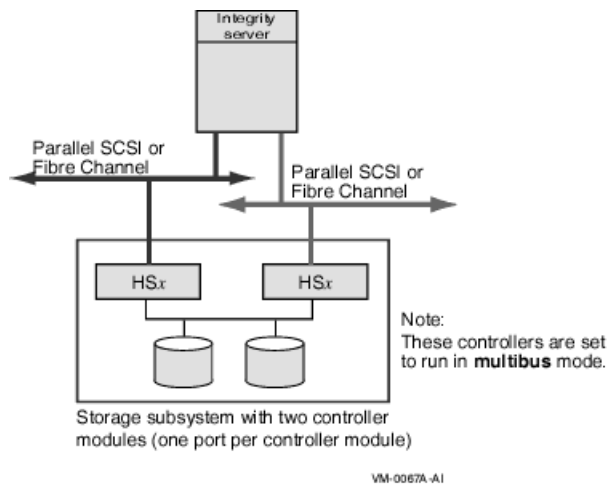 Integrity
server
Parallel SCSI or
Fibre Channel
Parallel SCSI or
Fibre Channel
HSx
HSx
Note:
These controllers are set
to run in multibus mode.
Storage subsystem with two controller
modules (one port per controller module)
VM-0067A-AI